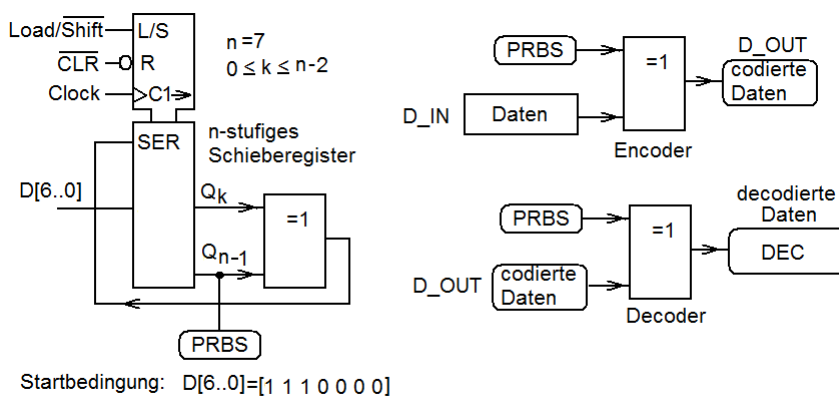 Load/Shift
CLR
Clock
L/S
R
C1
n=7
0 ≤ k ≤ n-2
SER
n-stufiges
Schieberegister
D[6..0]
Qk
Qn-1
=1
PRBS
Startbedingung: D[6..0]=[1 1 1 0 0 0 0]
PRBS
D_IN
Daten
=1
Encoder
D_OUT
codierte
Daten
PRBS
D_OUT
codierte
Daten
=1
Decoder
decodierte
Daten
DEC